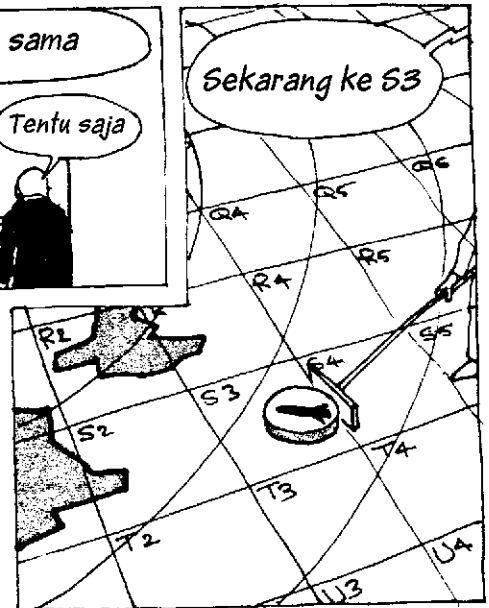 sama
Tentu saja
Sekarang ke S3
Q6
Q5
Q4
R5
R4
R2
S5
S4
S3
S2
T4
T3
T2
U4
U3